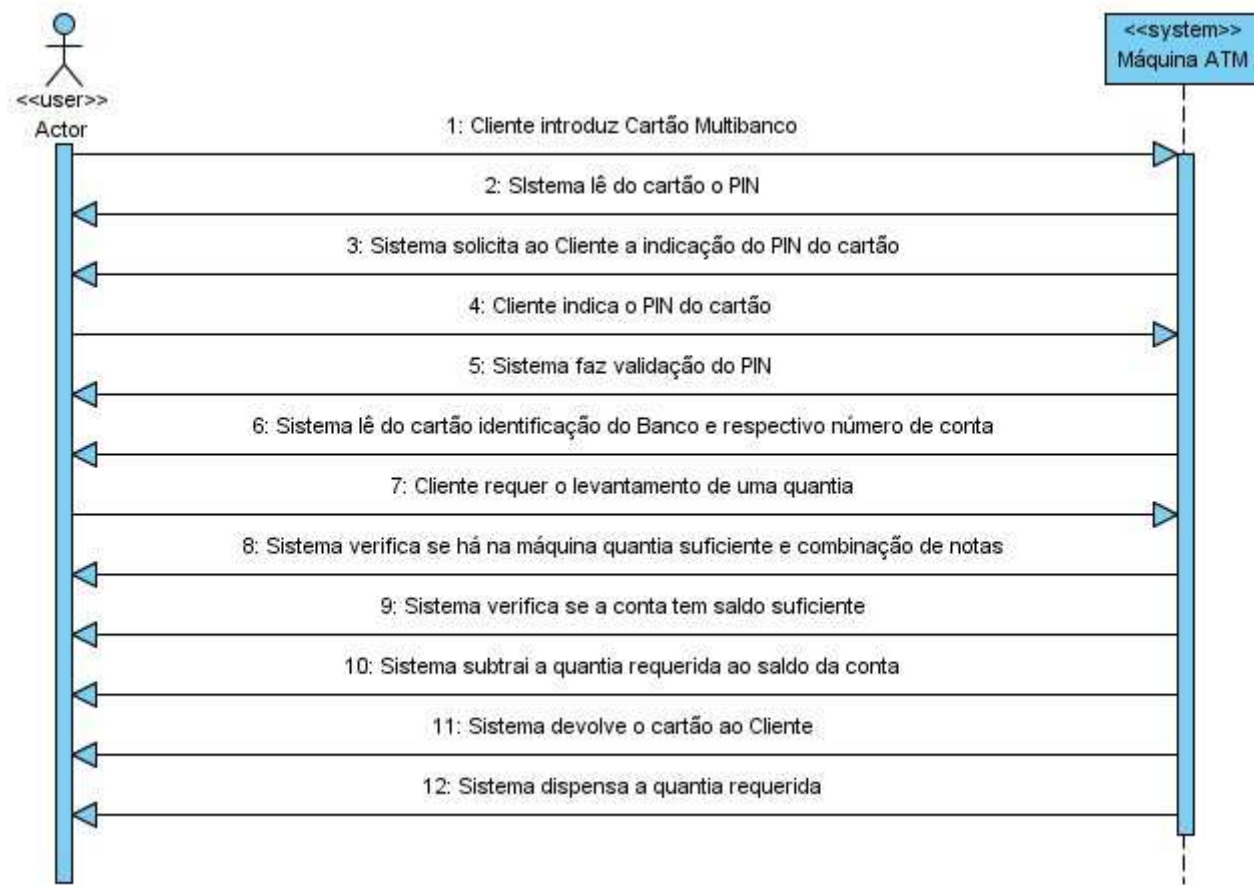 <<system>>
Máquina ATM
<<user>>
Actor
1: Cliente introduz Cartão Multibanco
2: SIstema lê do cartão o PIN
3: Sistema solicita ao Cliente a indicação do PIN do cartão
4: Cliente indica o PIN do cartão
5: Sistema faz validação do PIN
6: Sistema lê do cartão identificação do Banco e respectivo número de conta
7: Cliente requer o levantamento de uma quantia
8: Sistema verifica se há na máquina quantia suficiente e combinação de notas
9: Sistema verifica se a conta tem saldo suficiente
10: Sistema subtrai a quantia requerida ao saldo da conta
11: Sistema devolve o cartão ao Cliente
12: Sistema dispensa a quantia requerida